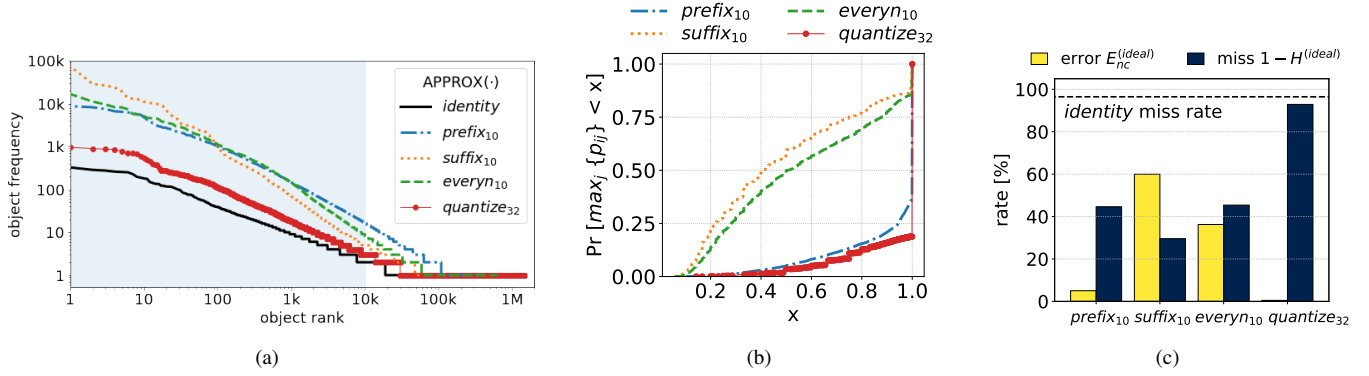 100k
10k
1k
100
10
1
object frequency
1 10 100 1k 10k 100k 1M
object rank
APPROX(·)
identity
prefix10
suffix10
everyn10
quantize32
(a)
prefix10 everyn10
suffix10 quantize32
1.00
0.75
0.50
0.25
0.00
Pr [maxj {pij} < x]
0.2 0.4 0.6 0.8 1.0
x
(b)
error Enc(ideal) miss 1 − H(ideal)
100
80
60
40
20
0
rate [%]
identity miss rate
prefix10 suffix10 everyn10 quantize32
(c)